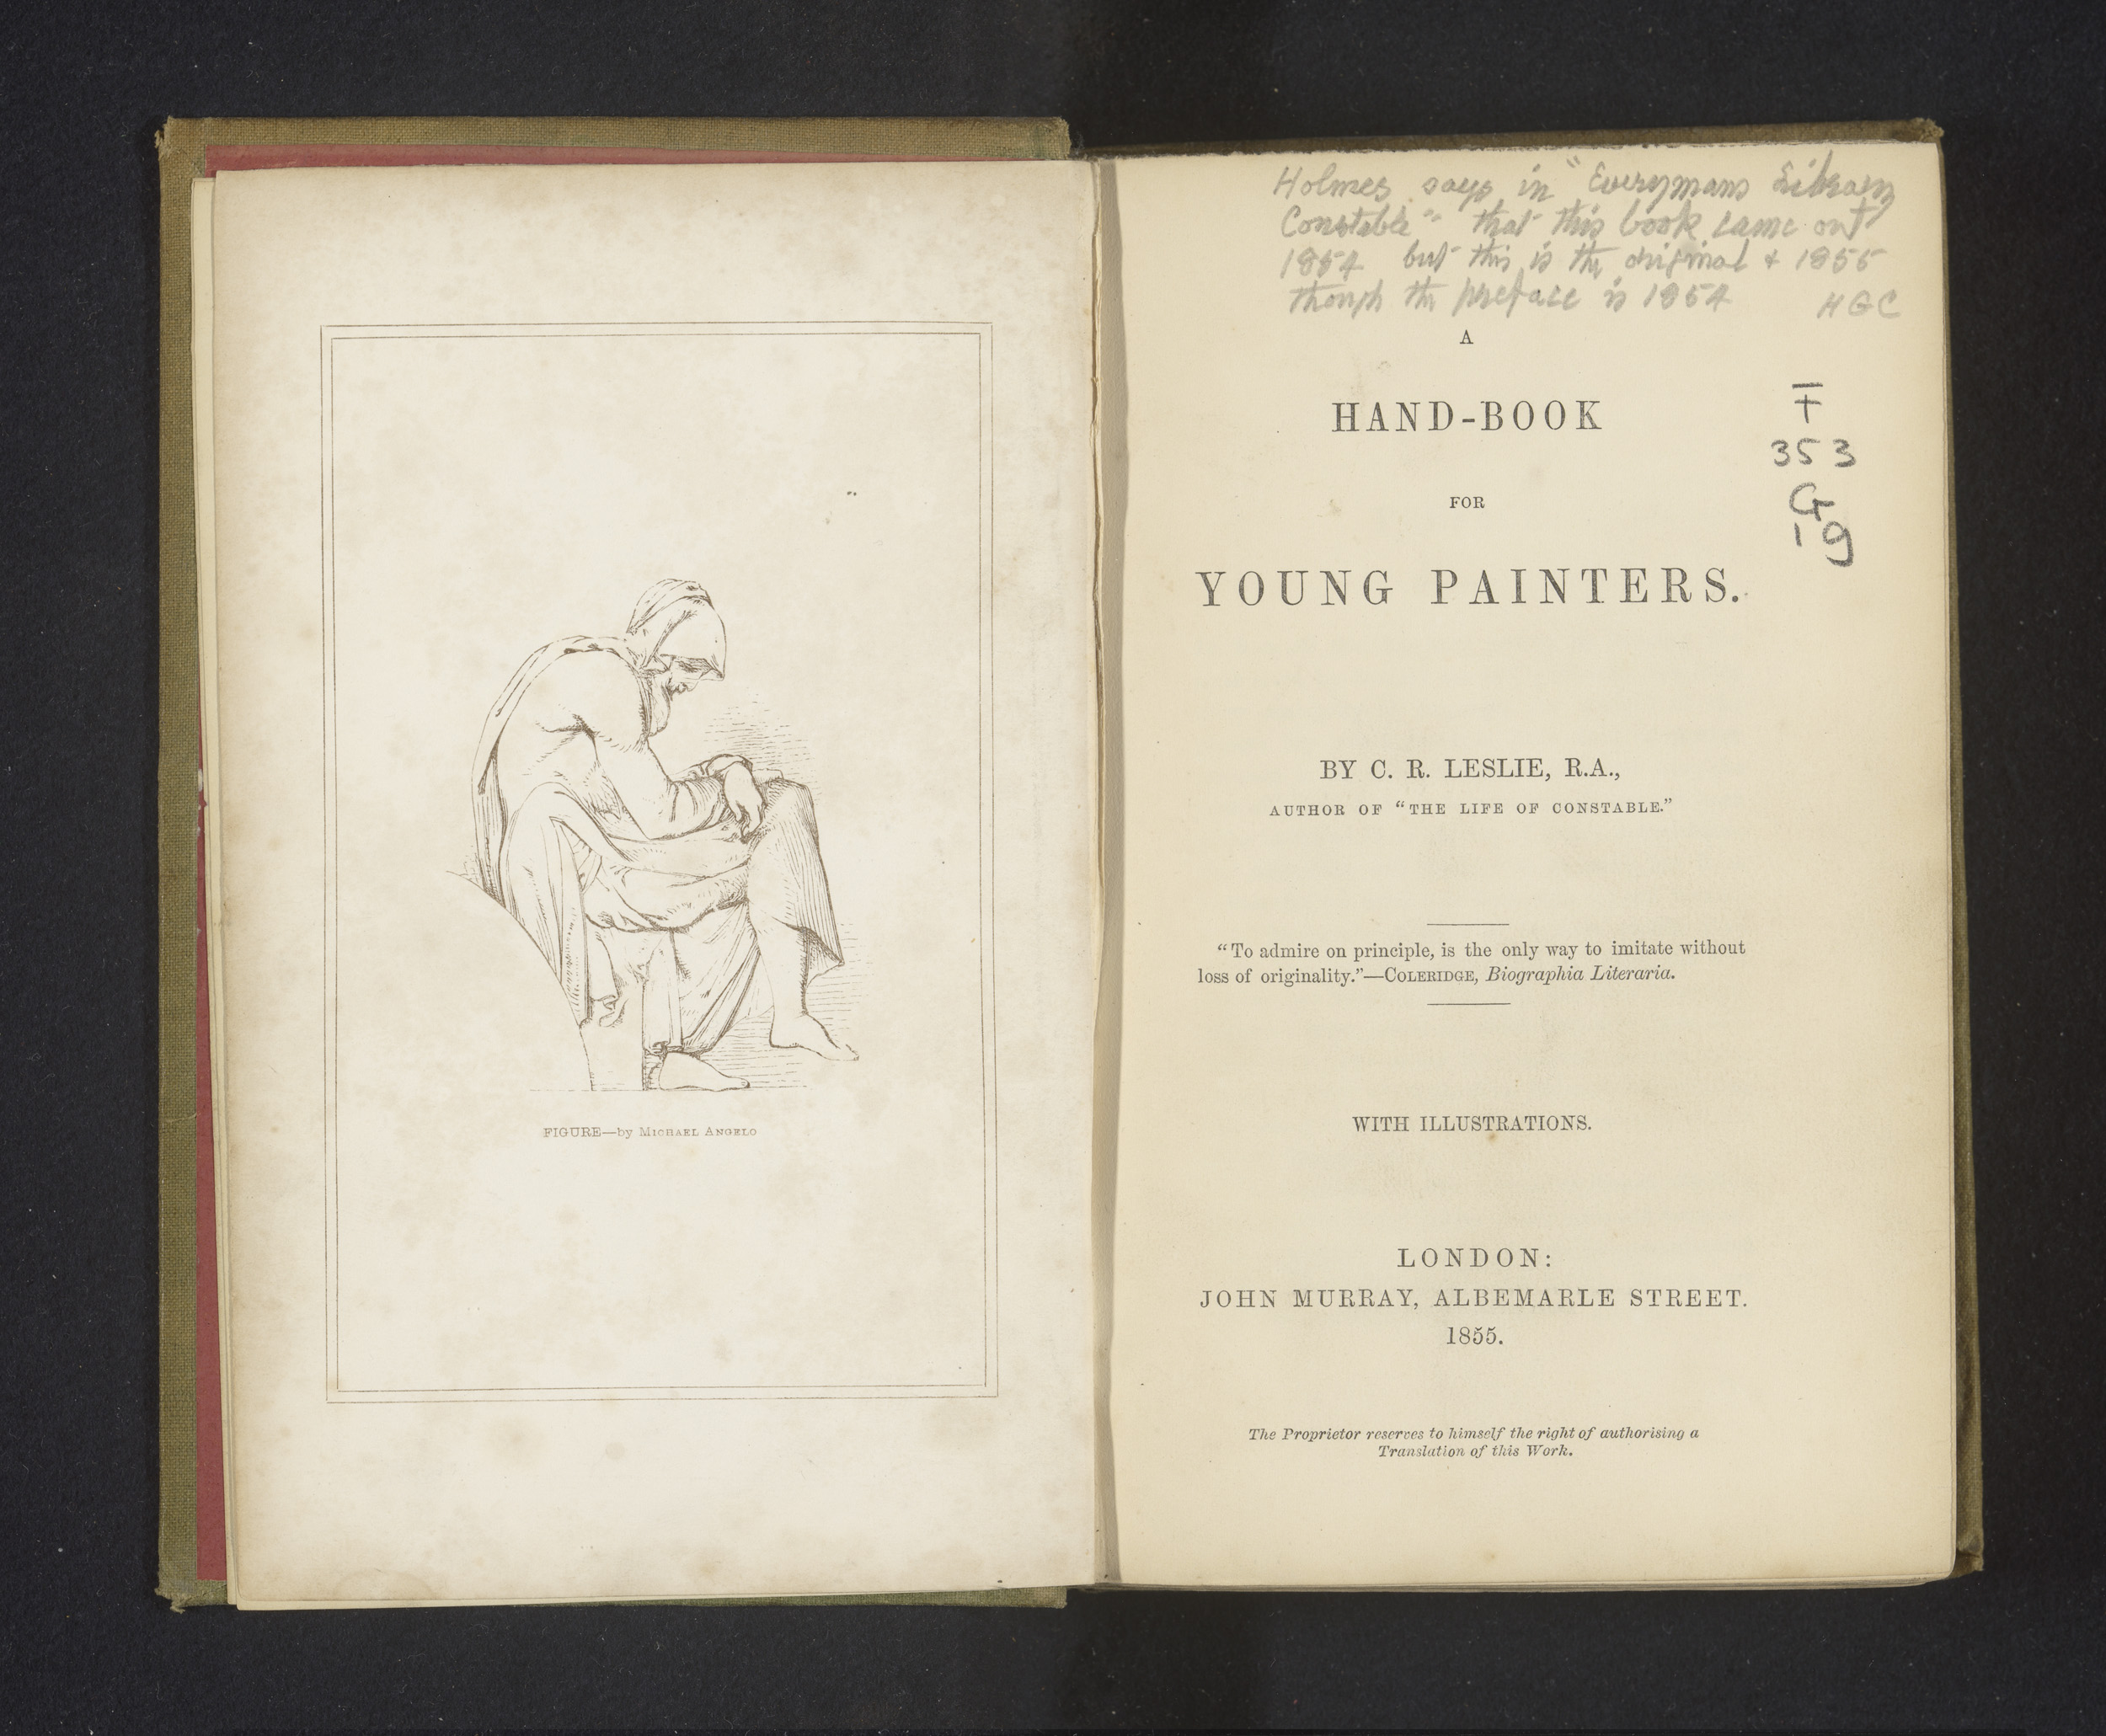 FIGURE—by MICHAEL ANGELO
Holmes says in "Everymans Library
Constable" that this book came out
1854 but this is the original & 1855
though the preface is 1854 HGC
A
HAND-BOOK
FOR
YOUNG PAINTERS.
T
353
G
19
BY C. R. LESLIE, R.A.,
AUTHOR OF "THE LIFE OF CONSTABLE."
"To admire on principle, is the only way to imitate without
loss of originality."—COLERIDGE, Biographia Literaria.
WITH ILLUSTRATIONS.
LONDON:
JOHN MURRAY, ALBEMARLE STREET.
1855.
The Proprietor reserves to himself the right of authorising a
Translation of this Work.